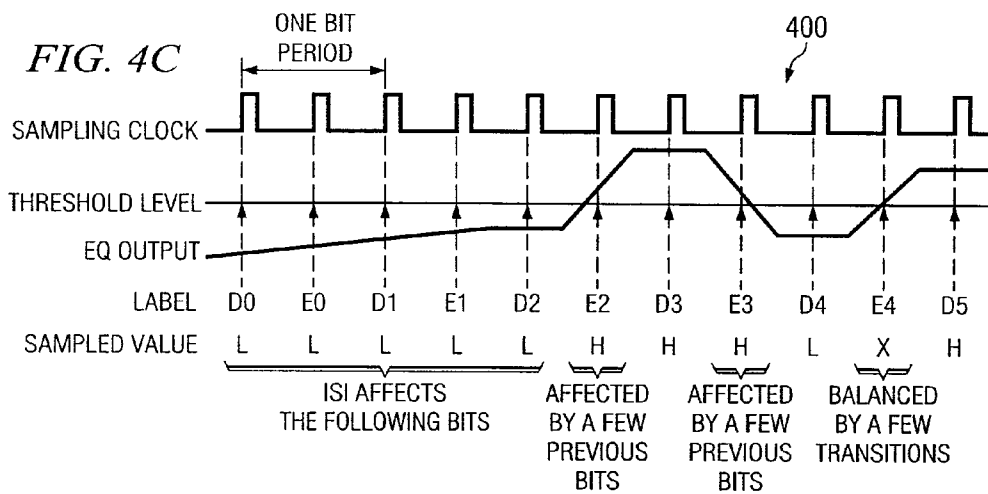 FIG. 4C
ONE BIT
PERIOD
400
SAMPLING CLOCK
THRESHOLD LEVEL
EQ OUTPUT
LABEL D0 E0 D1 E1 D2 E2 D3 E3 D4 E4 D5
SAMPLED VALUE L L L L L H H H L X H
ISI AFFECTS
THE FOLLOWING BITS
AFFECTED
BY A FEW
PREVIOUS
BITS
AFFECTED
BY A FEW
PREVIOUS
BITS
BALANCED
BY A FEW
TRANSITIONS